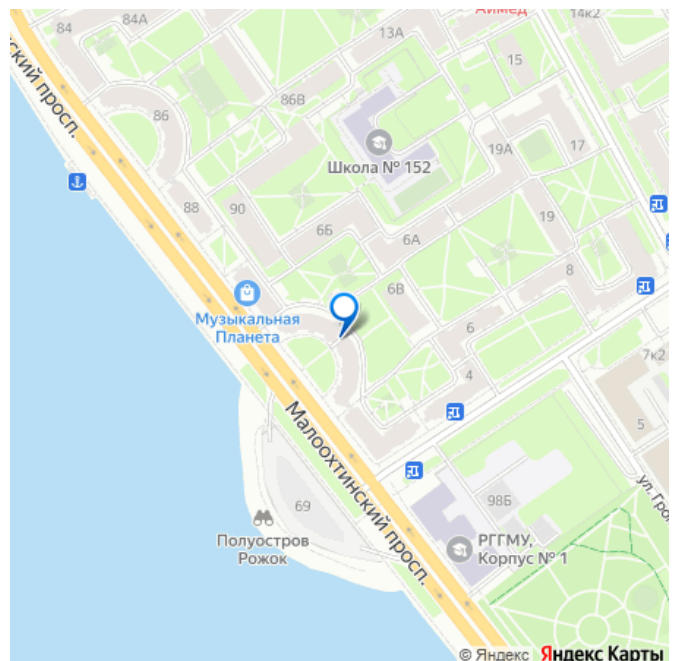 Аймед
14к2
84
84А
13А
15
86В
86
Школа № 152
19А
17
ский просп.
88
90
6Б
6А
19
8
6В
Музыкальная
Планета
6
7к2
4
5
Малоохтинский просп.
98Б
69
Полуостров
Рожок
РГГМУ,
Корпус № 1
© Яндекс Яндекс Карты